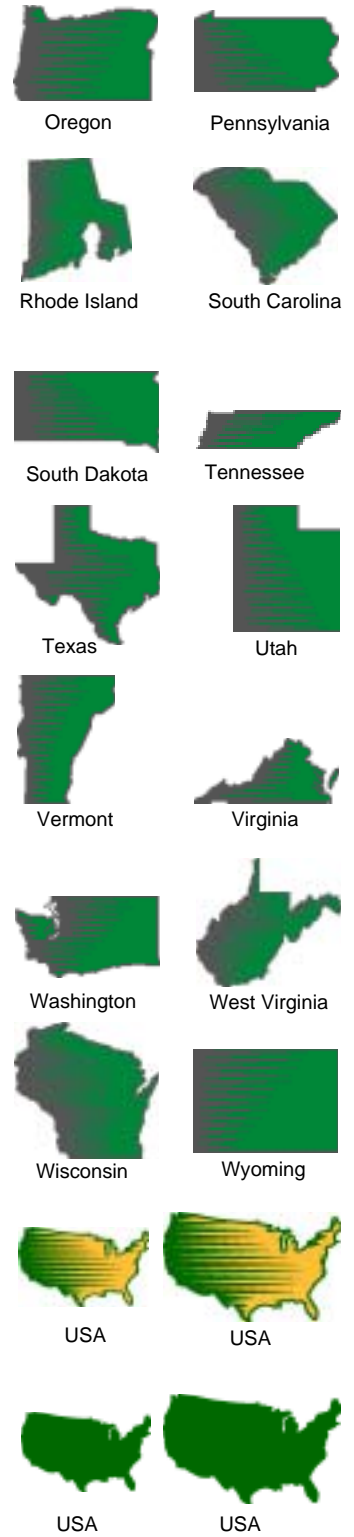 Oregon
Pennsylvania
Rhode Island
South Carolina
South Dakota
Tennessee
Texas
Utah
Vermont
Virginia
Washington
West Virginia
Wisconsin
Wyoming
USA
USA
USA
USA